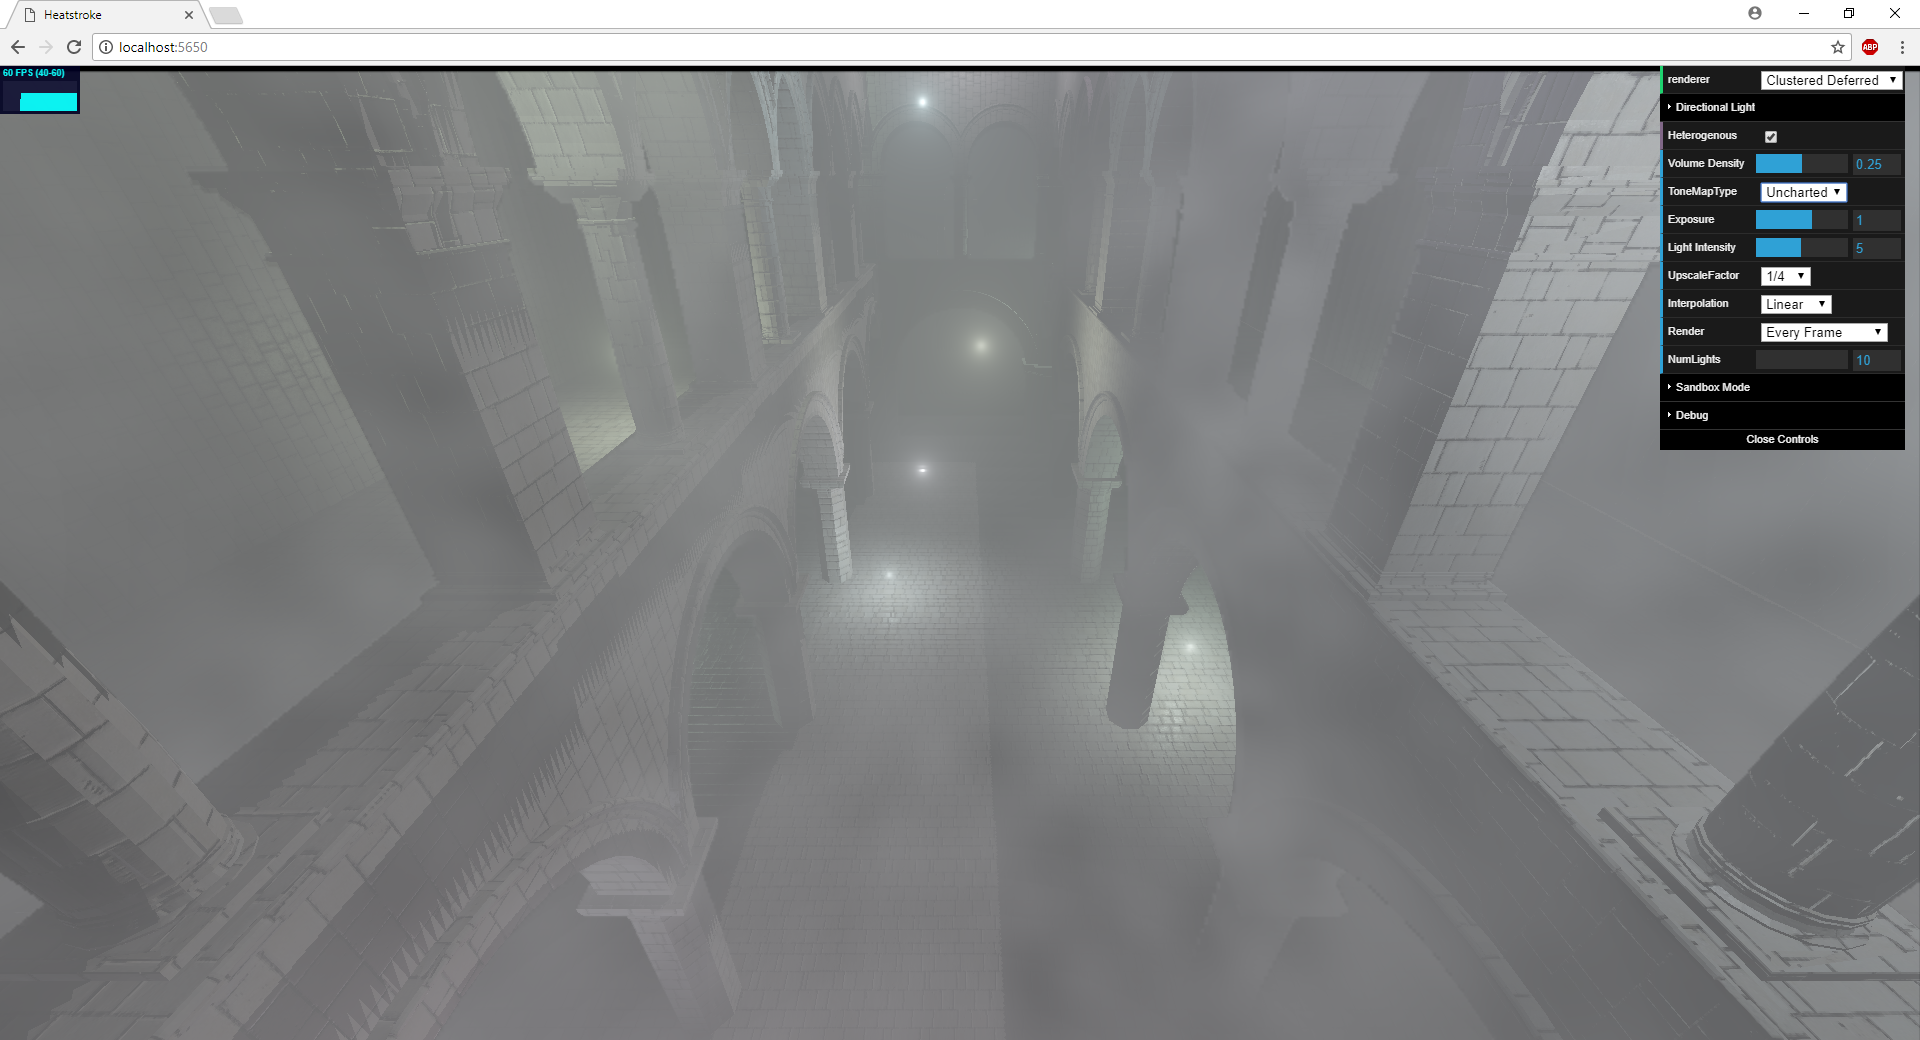 Heatstroke
localhost:5650
ABP
60 FPS (40-60)
renderer Clustered Deferred
Directional Light
Heterogenous
Volume Density 0.25
ToneMapType Uncharted
Exposure 1
Light Intensity 5
UpscaleFactor 1/4
Interpolation Linear
Render Every Frame
NumLights 10
Sandbox Mode
Debug
Close Controls